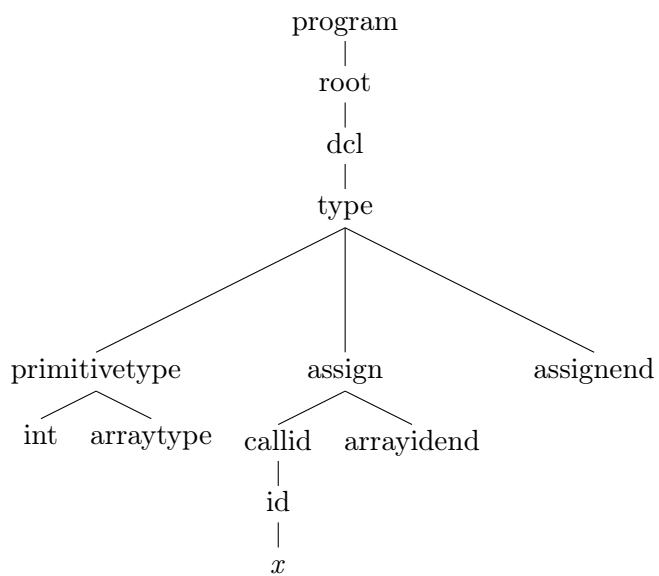 program
root
dcl
type
primitivetype assign assignend
int arraytype callid arrayidend
id
x